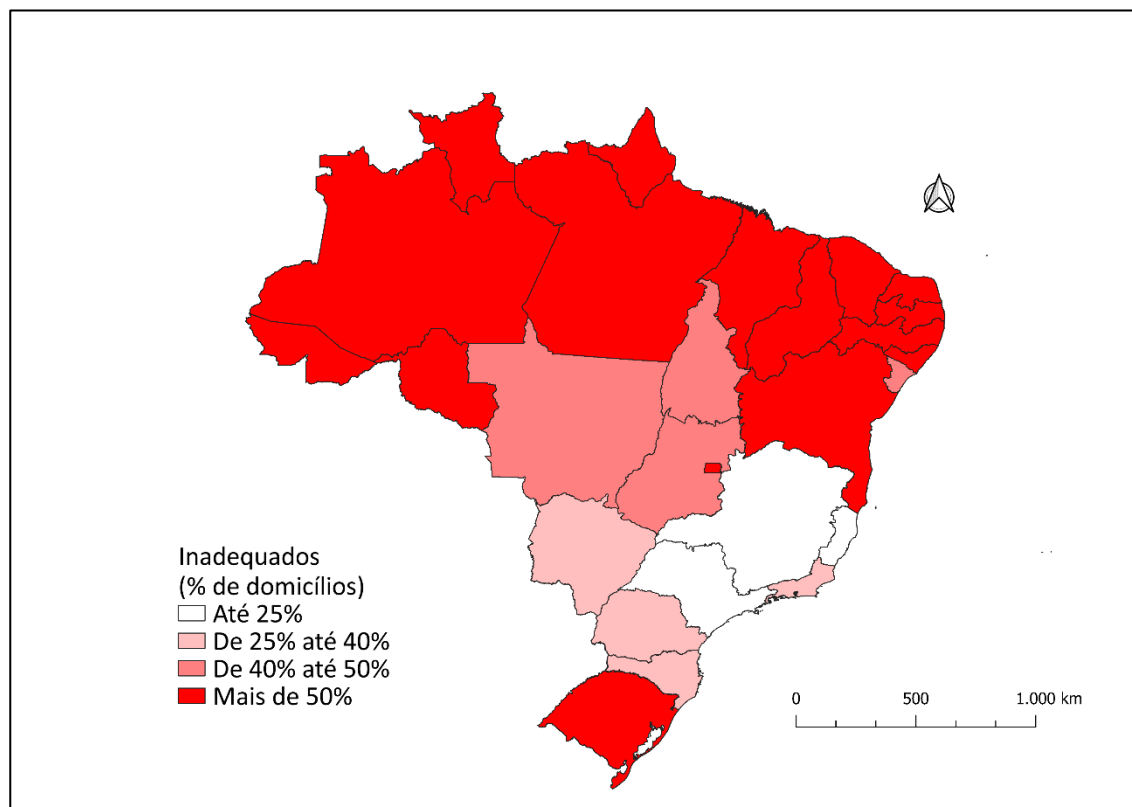 Inadequados
(% de domicílios)
Até 25%
De 25% até 40%
De 40% até 50%
Mais de 50%
0 500 1.000 km